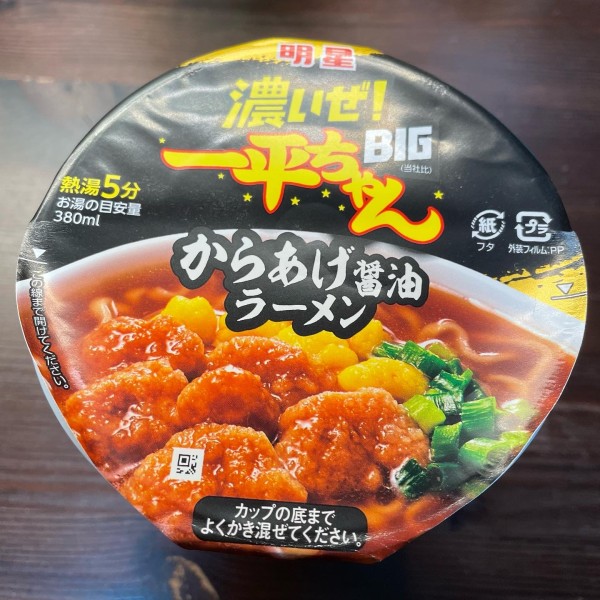 明星
濃いぜ!
一平ちゃん
BIG
(当社比)
熱湯5分
お湯の目安量
380ml
紙
フタ
プラ
外装フィルム:PP
からあげ醤油
ラーメン
この線まで開けてください。
カップの底まで
よくかき混ぜてください。